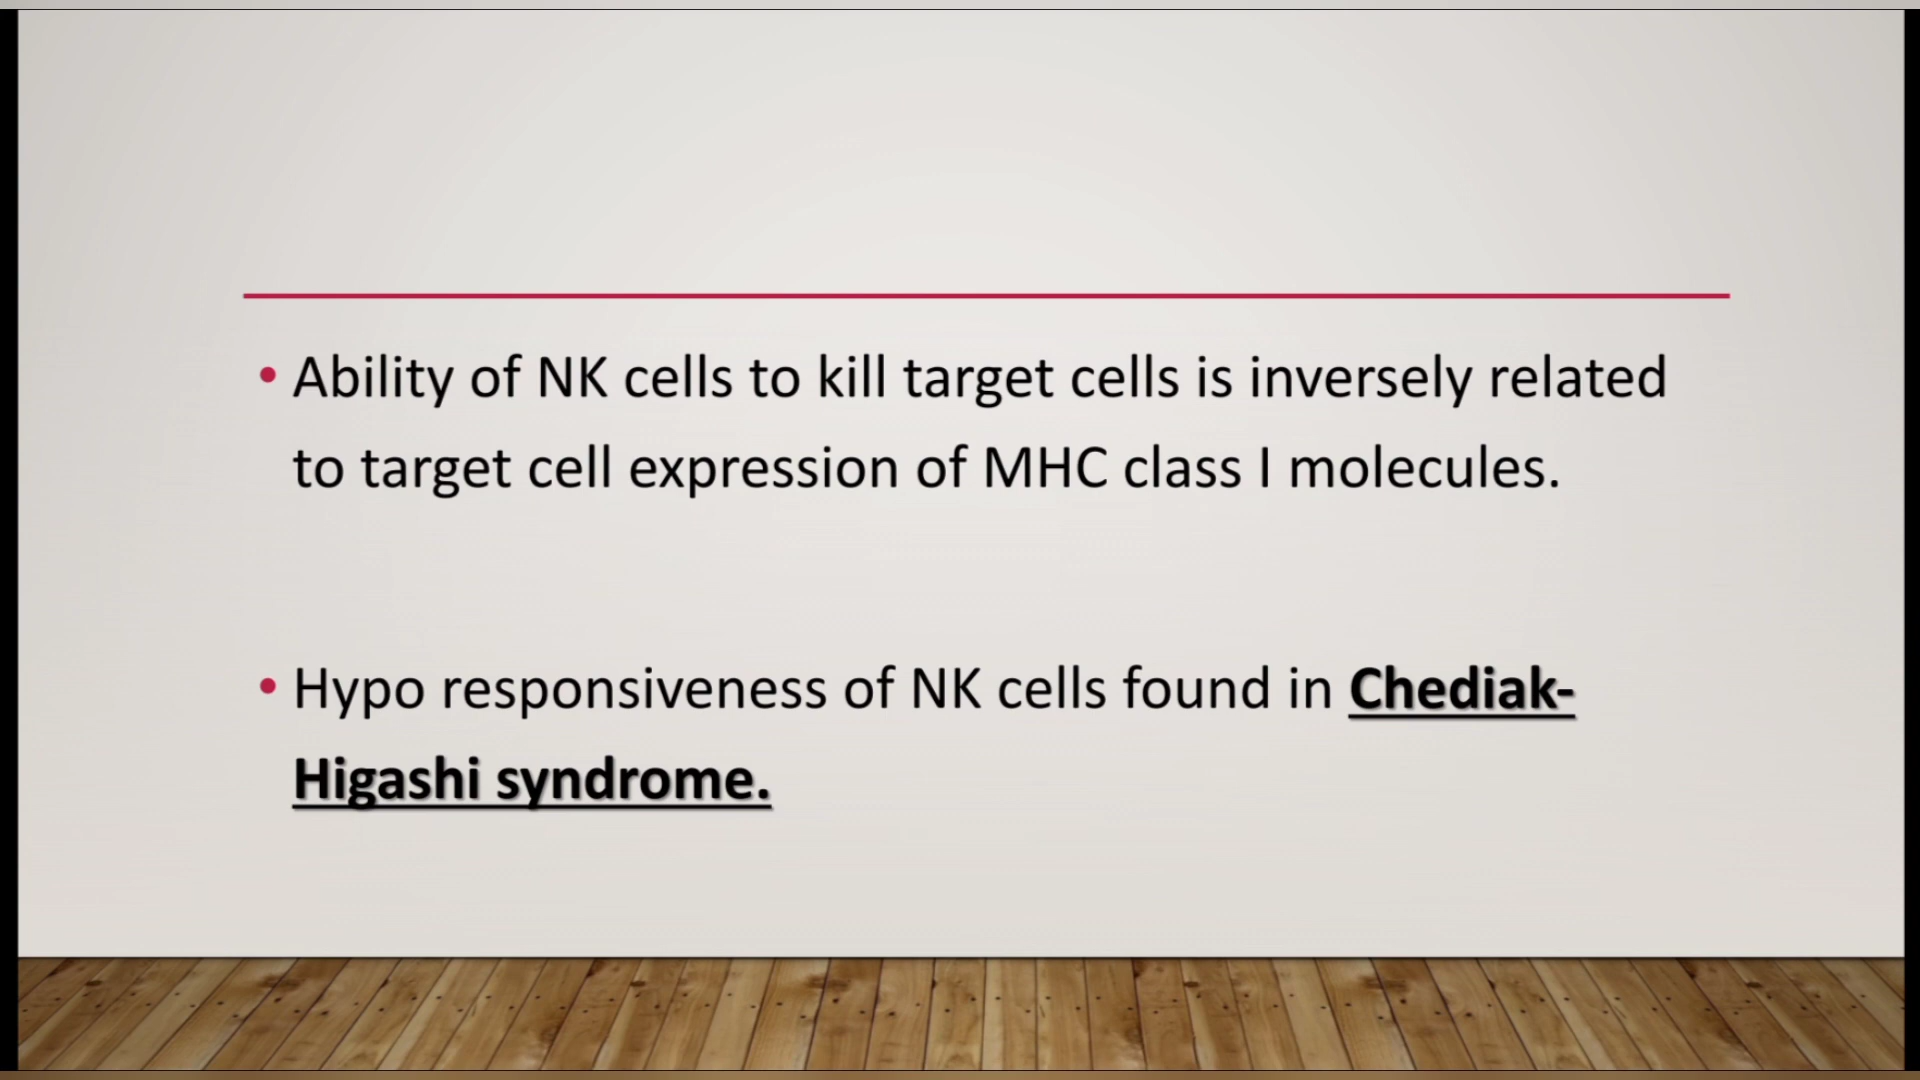 • Ability of NK cells to kill target cells is inversely related
to target cell expression of MHC class I molecules.
• Hypo responsiveness of NK cells found in Chediak-
Higashi syndrome.